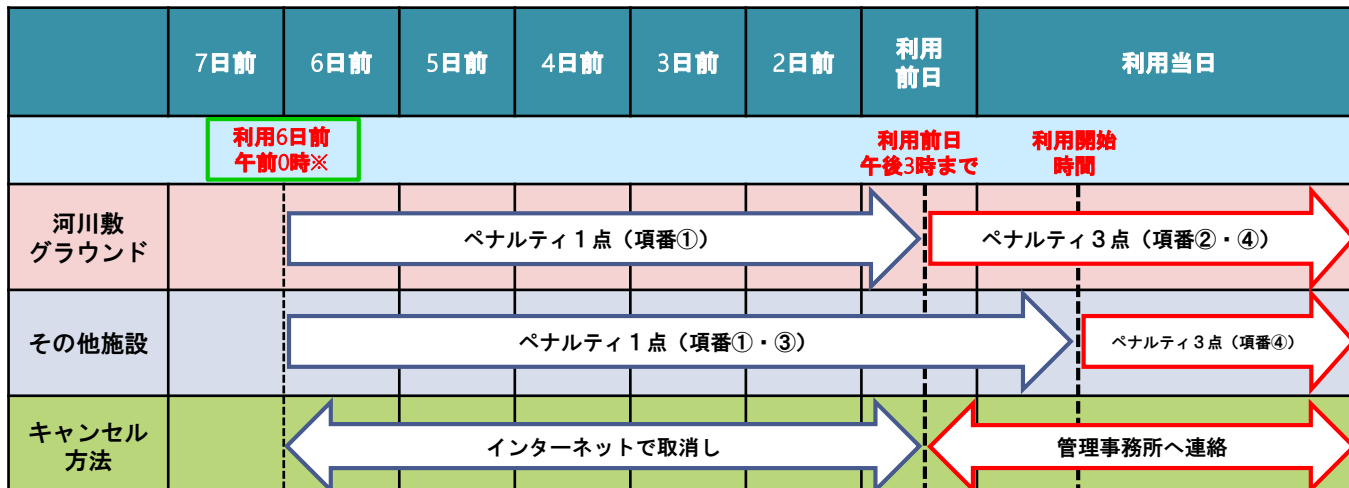 7日前
6日前
5日前
4日前
3日前
2日前
利用
前日
利用当日
利用6日前
午前0時※
利用前日
午後3時まで
利用開始
時間
河川敷
グラウンド
ペナルティ１点（項番①）
ペナルティ３点（項番②・④）
その他施設
ペナルティ１点（項番①・③）
ペナルティ３点（項番④）
キャンセル
方法
インターネットで取消し
管理事務所へ連絡